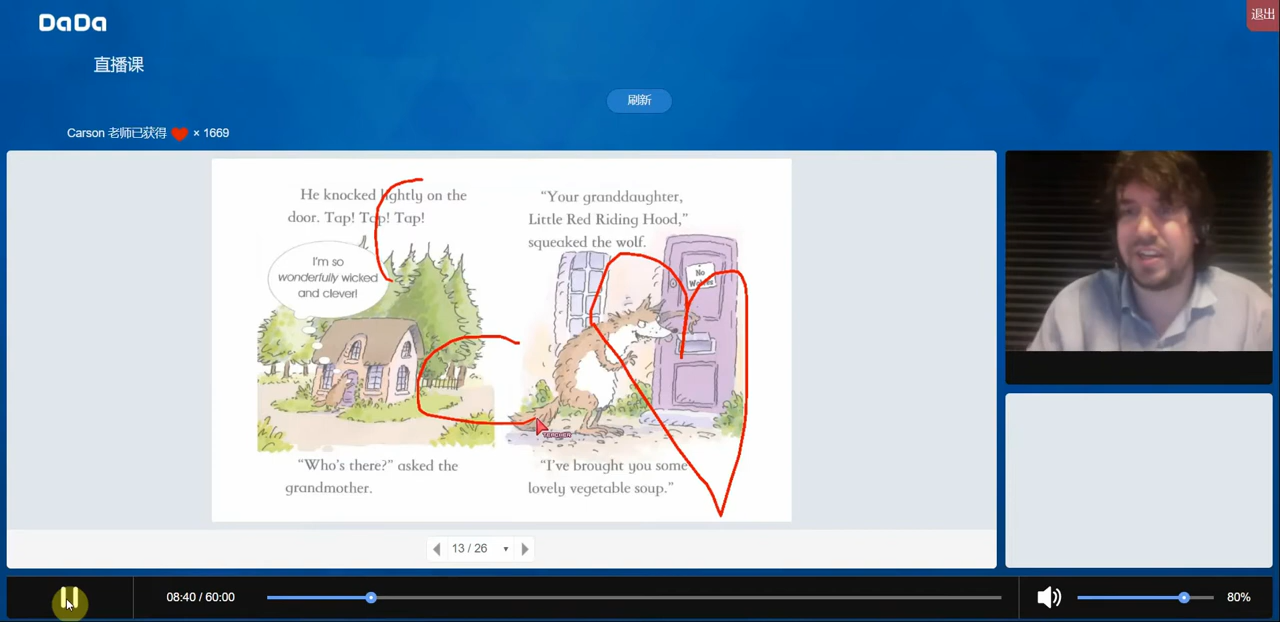 DaDa
退出
直播课
刷新
Carson 老师已获得 × 1669
He knocked lightly on the
door. Tap! Tap! Tap!
I'm so
wonderfully wicked
and clever!
"Who's there?" asked the
grandmother.
"Your granddaughter,
Little Red Riding Hood,"
squeaked the wolf.
No
Wolves
TEACHER
"I've brought you some
lovely vegetable soup."
13 / 26
08:40 / 60:00
80%